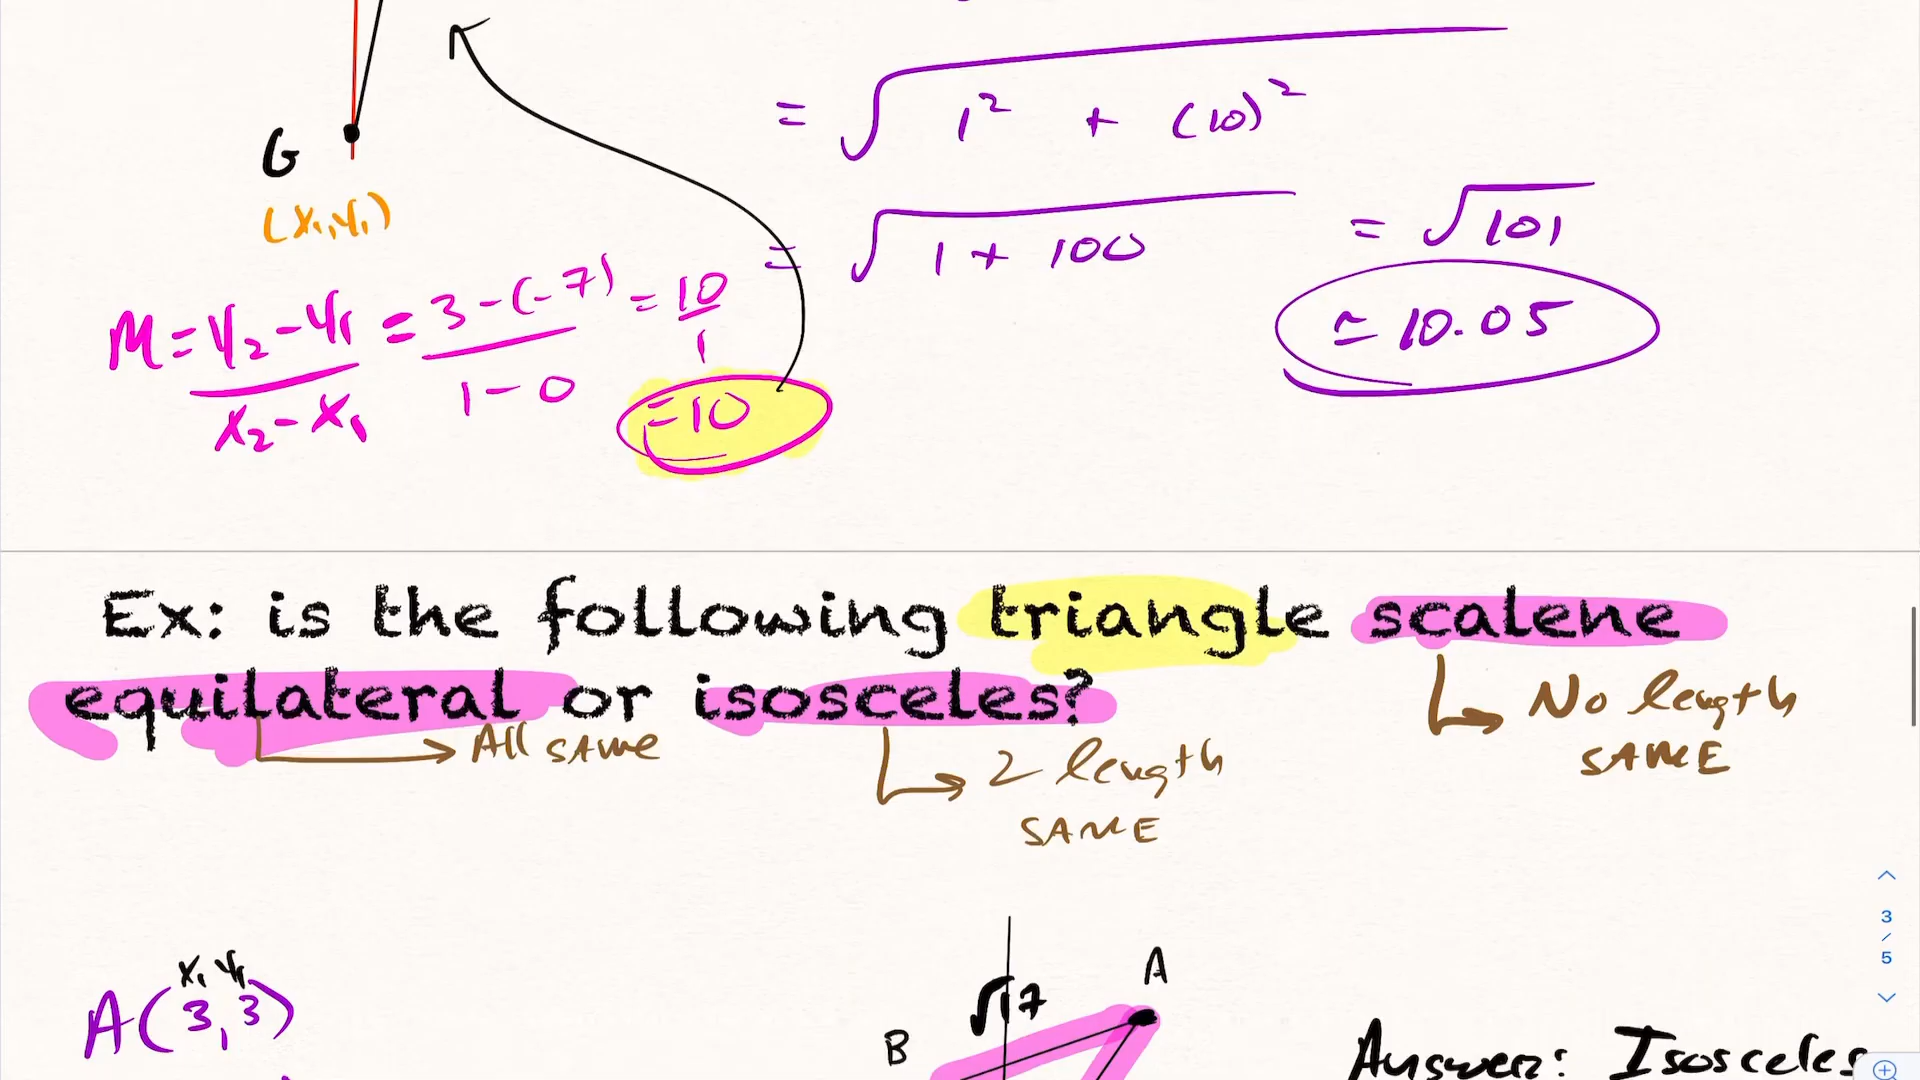 = √1² + (10)²
G
(x₁,y₁)
= √1 + 100 = √101
≃ 10.05
M = y₂ - y₁ / x₂ - x₁ = 3 - (-7) / 1 - 0 = 10 / 1
= 10
Ex: is the following triangle scalene
equilateral or isosceles?
All SAME
2 length
SAME
No length
SAME
x₁ y₁
A(3,3)
√17
A
B
Answer: Isosceles
3
/
5